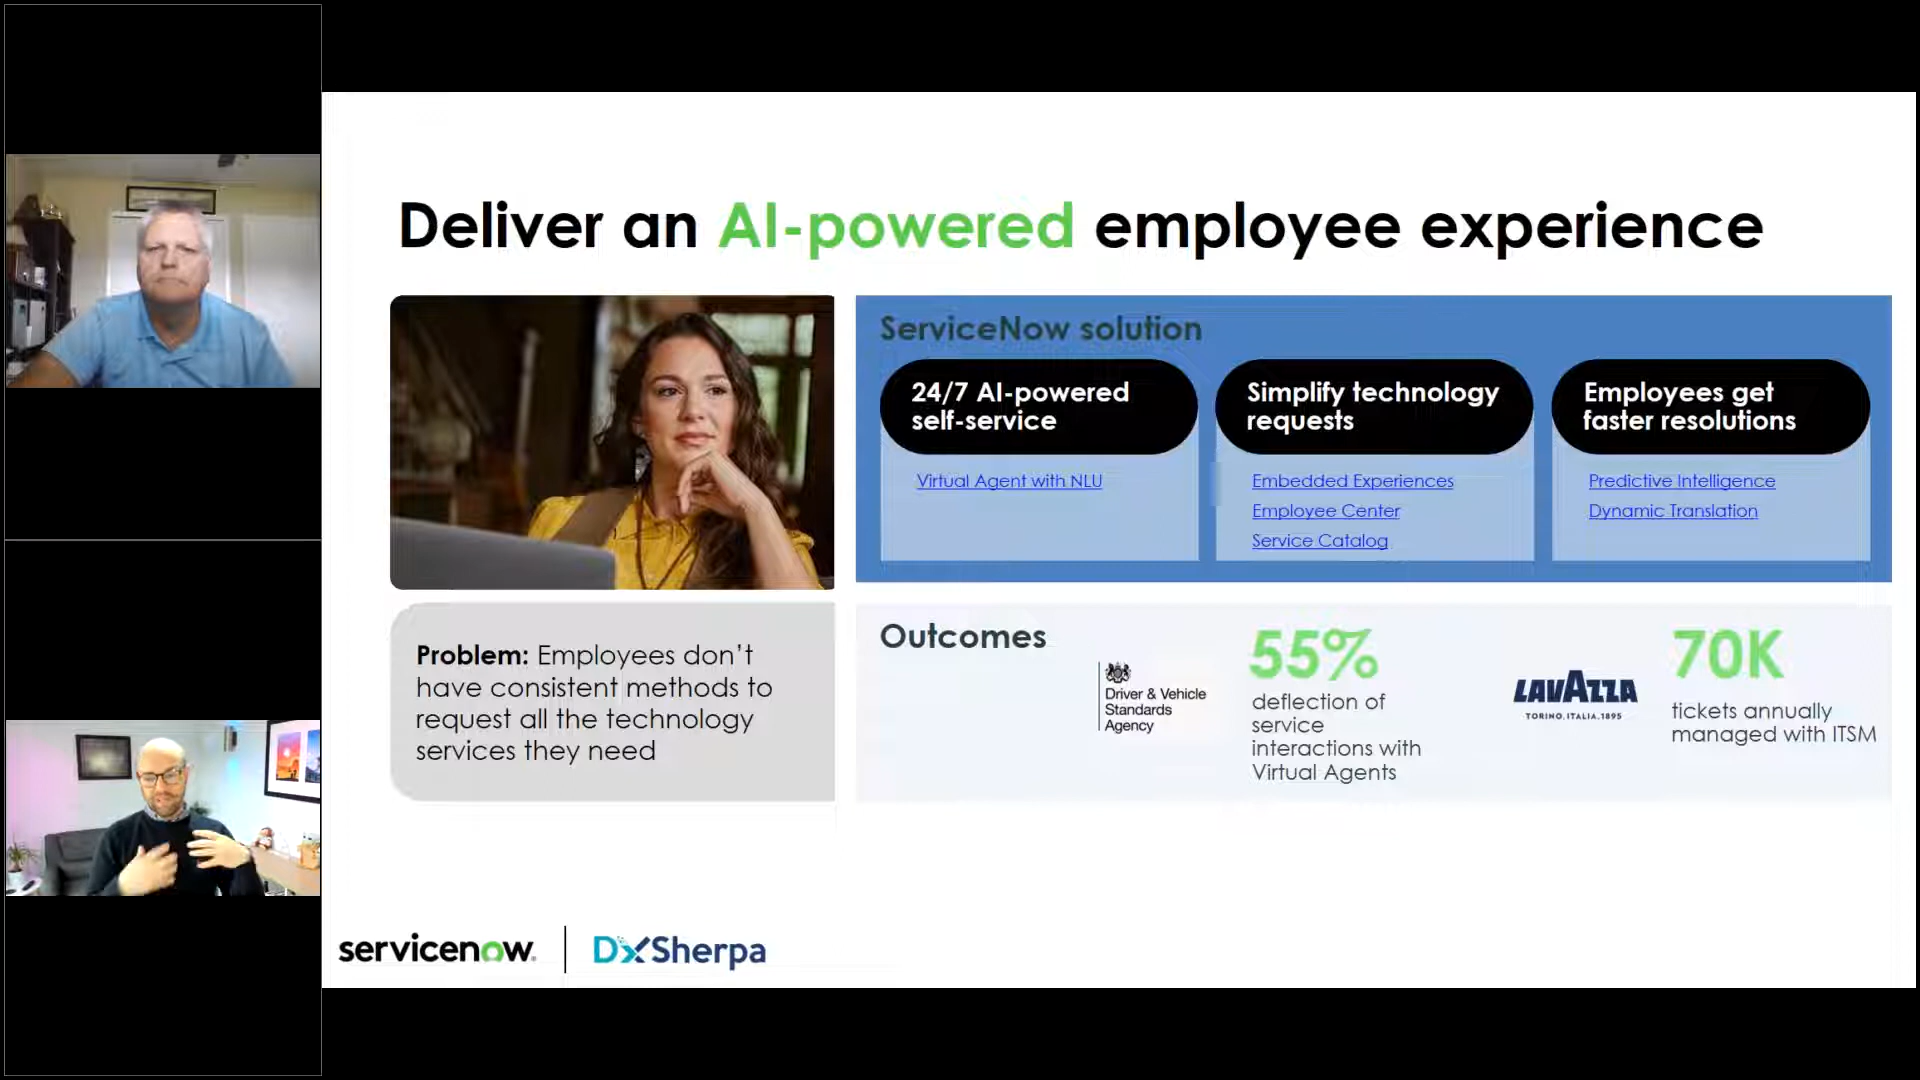 Deliver an AI-powered employee experience
ServiceNow solution
24/7 AI-powered
self-service
Virtual Agent with NLU
Simplify technology
requests
Embedded Experiences
Employee Center
Service Catalog
Employees get
faster resolutions
Predictive Intelligence
Dynamic Translation
Problem: Employees don’t
have consistent methods to
request all the technology
services they need
Outcomes
Driver & Vehicle
Standards
Agency
55%
deflection of
service
interactions with
Virtual Agents
LAVAZZA
TORINO, ITALIA, 1895
70K
tickets annually
managed with ITSM
servicenow.
DxSherpa